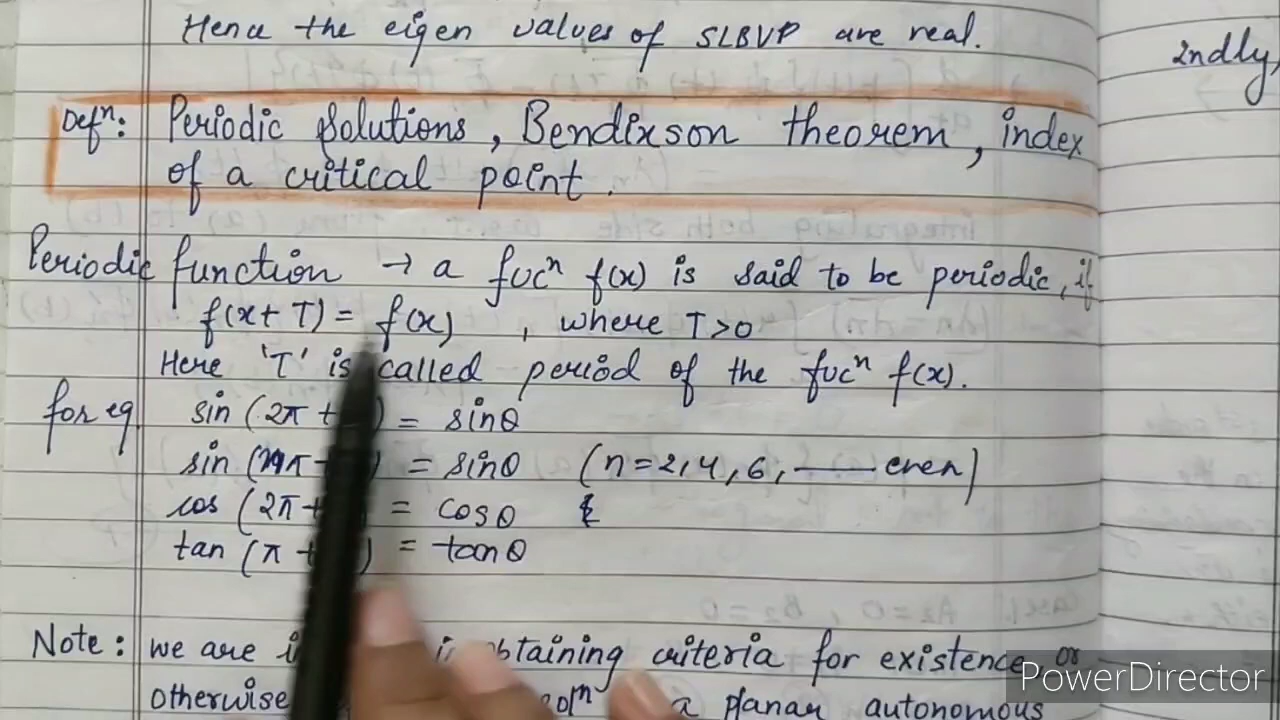 Hence the eigen values of SLBVP are real.
2ndly,
Defⁿ: Periodic Solutions, Bendixson theorem, index
of a critical point.
Periodic function → a fucⁿ f(x) is said to be periodic, if
f(x+T) = f(x) , where T>0
Here 'T' is called period of the fucⁿ f(x).
for eg. sin (2π + ) = sinθ
sin (nπ + ) = sinθ (n=2,4,6, —— even)
cos (2π + ) = cosθ
tan (π + ) = tanθ
Note: we are obtaining criteria for existence, or
otherwise a planar autonomous
PowerDirector